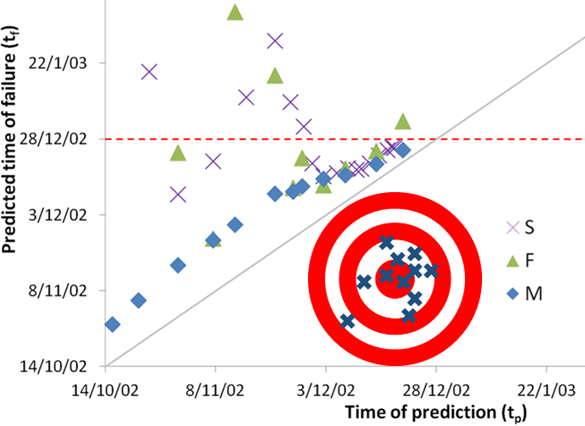 Predicted time of failure (tf)
22/1/03
28/12/02
3/12/02
8/11/02
14/10/02
S
F
M
14/10/02 8/11/02 3/12/02 28/12/02 22/1/03
Time of prediction (tp)